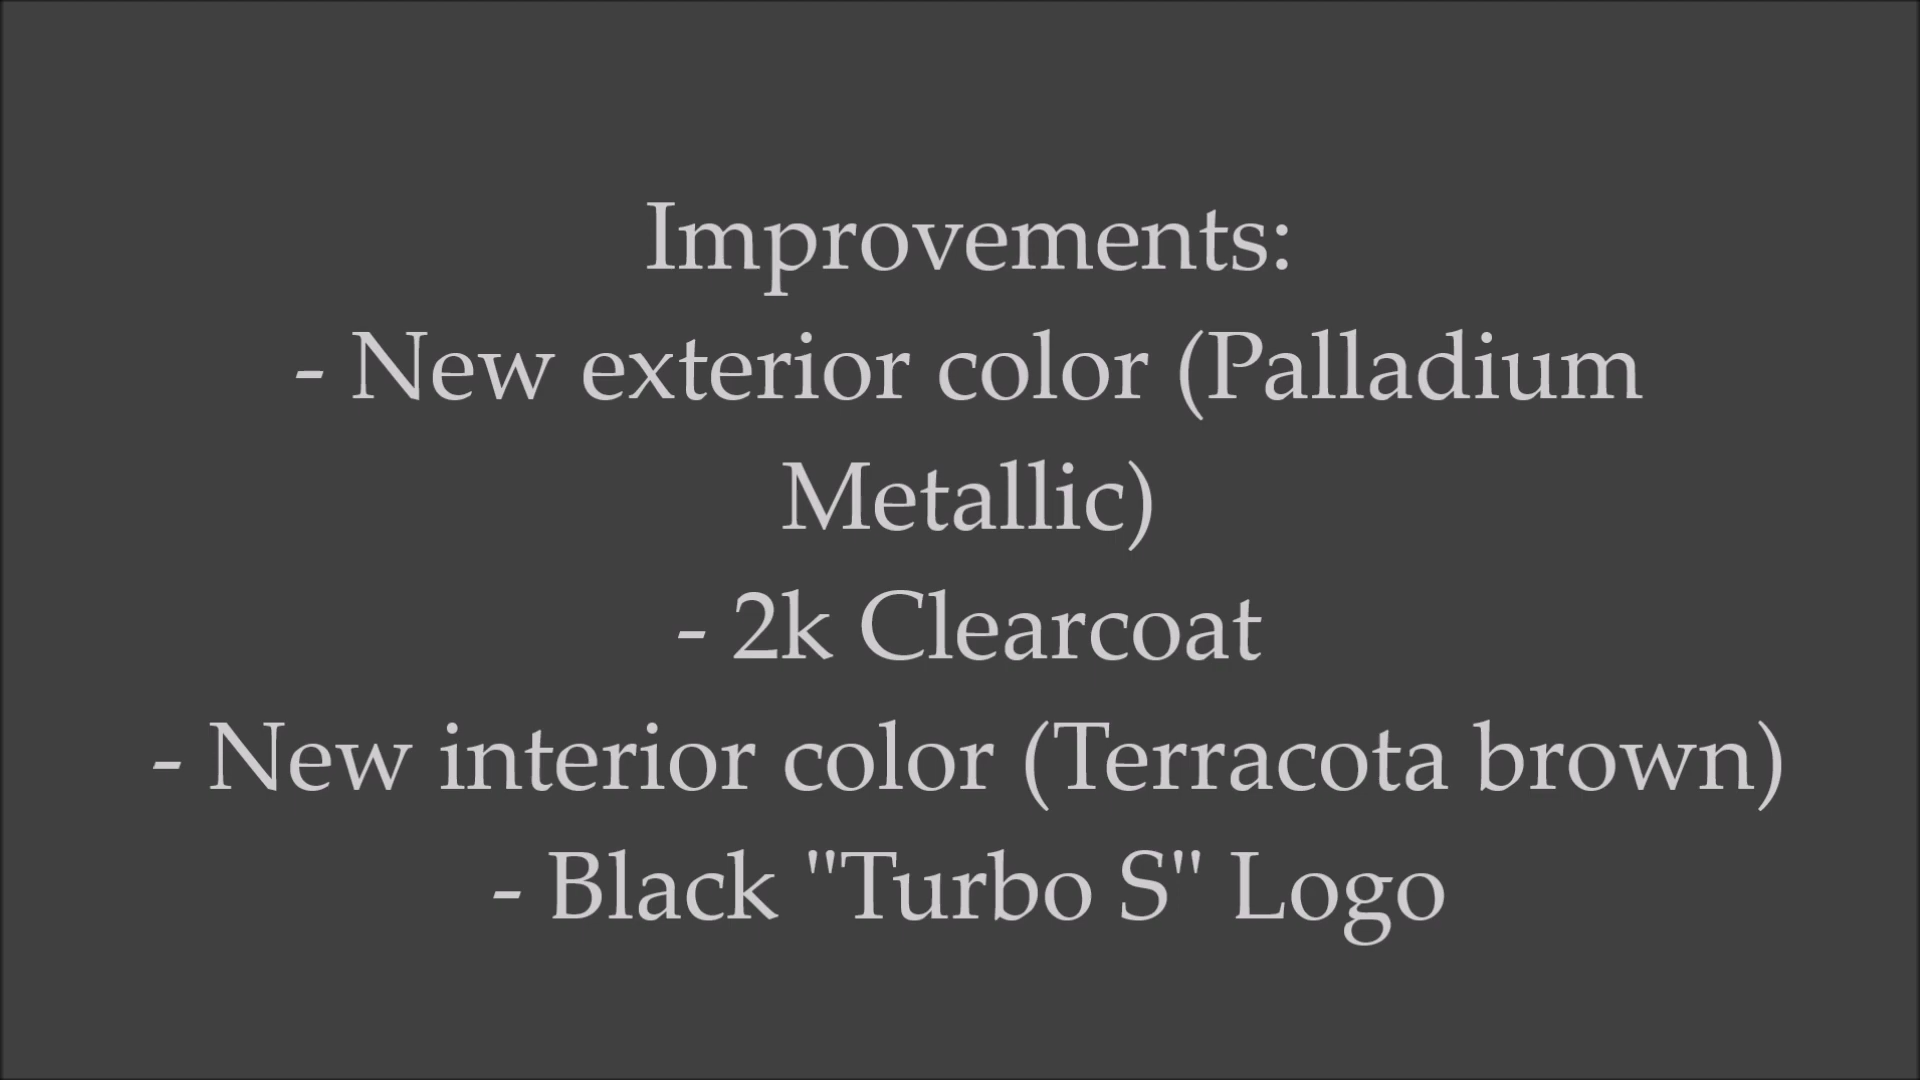 Improvements:
- New exterior color (Palladium
Metallic)
- 2k Clearcoat
- New interior color (Terracota brown)
- Black "Turbo S" Logo